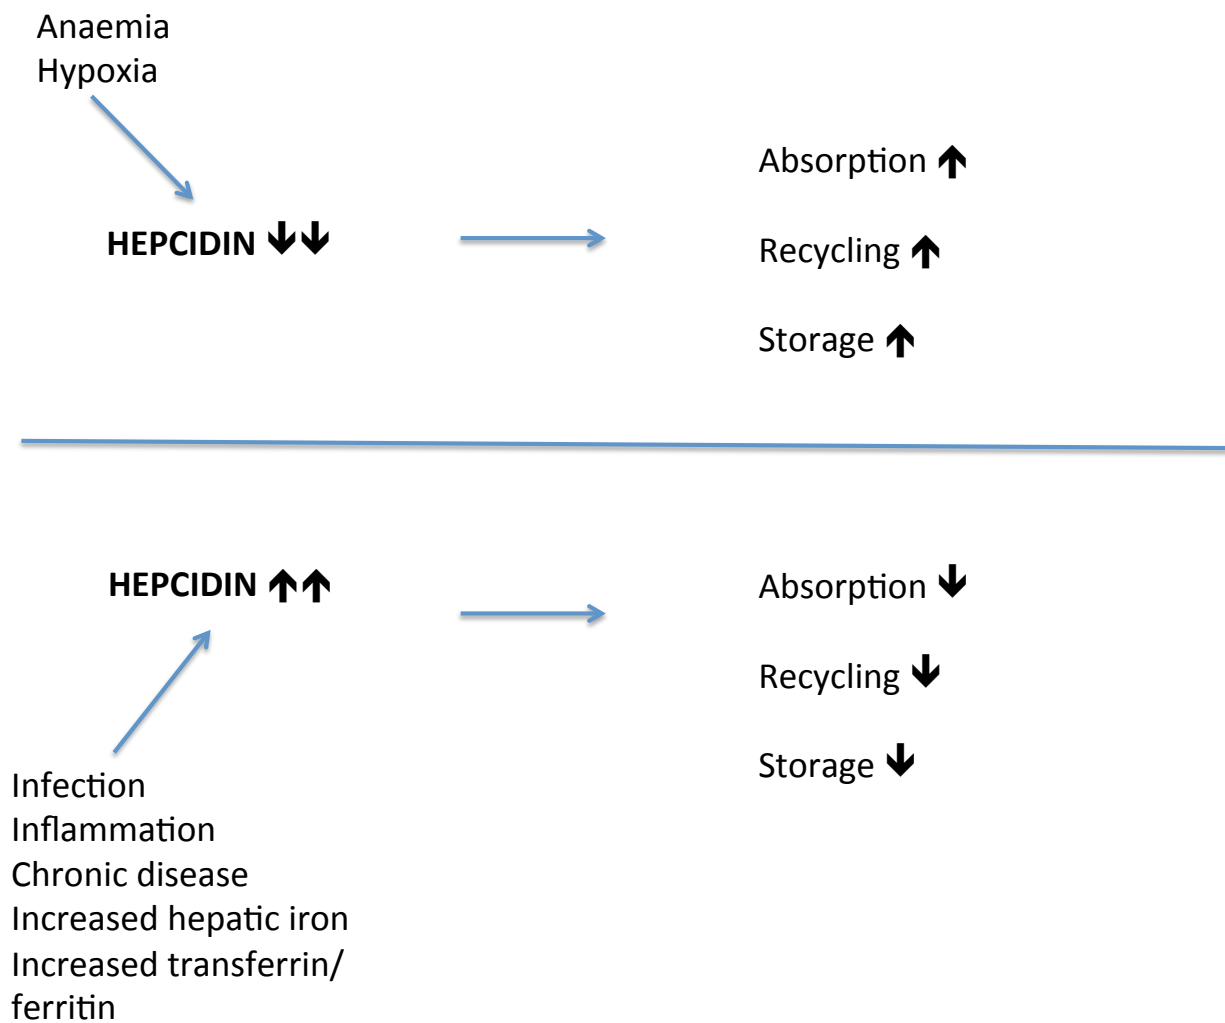 Anaemia
Hypoxia
HEPCIDIN ↓↓
Absorption ↑
Recycling ↑
Storage ↑
HEPCIDIN ↑↑
Absorption ↓
Recycling ↓
Storage ↓
Infection
Inflammation
Chronic disease
Increased hepatic iron
Increased transferrin/
ferritin